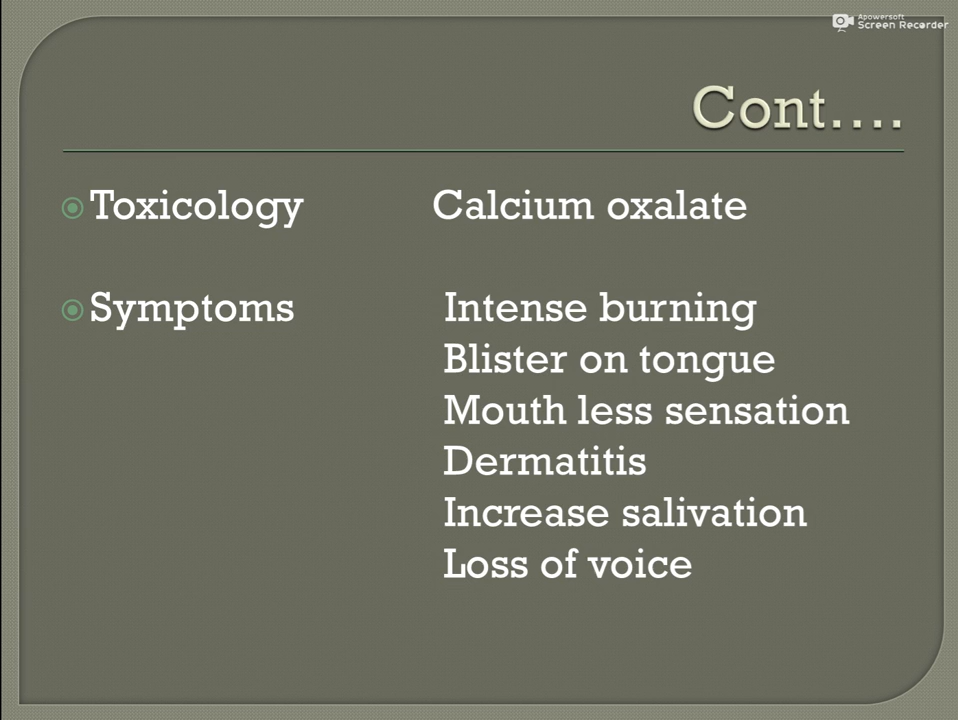 Apowersoft
Screen Recorder
Cont....
Toxicology Calcium oxalate
Symptoms Intense burning
Blister on tongue
Mouth less sensation
Dermatitis
Increase salivation
Loss of voice